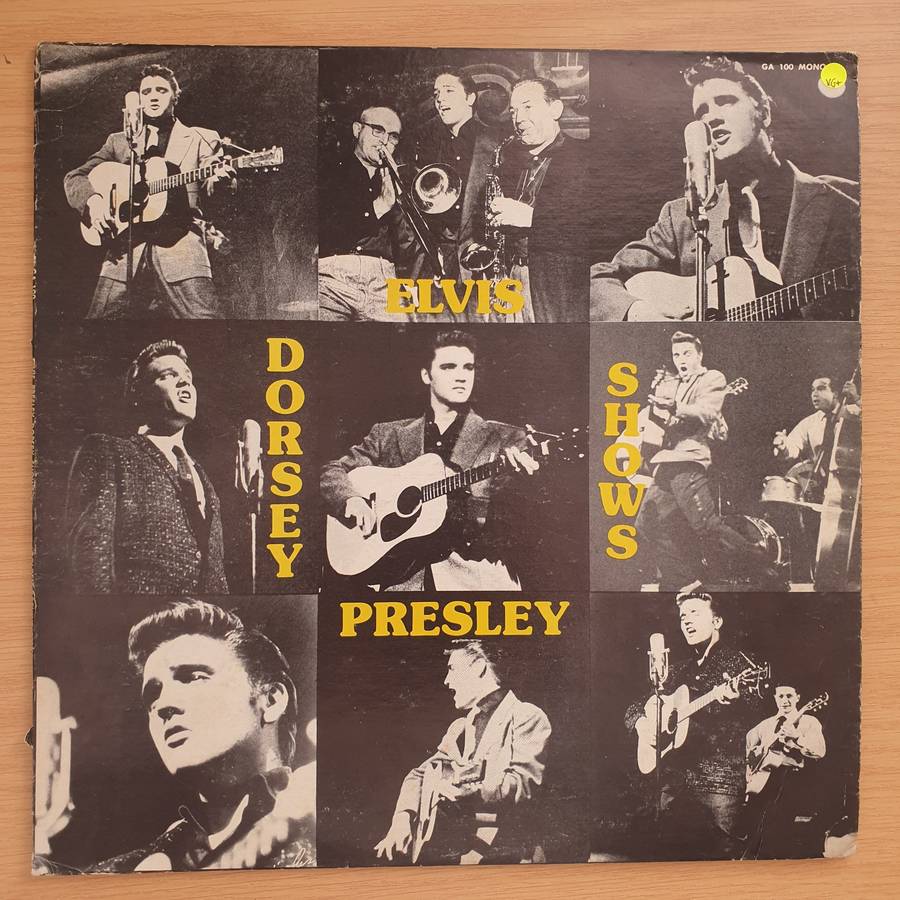 GA 100 MONO
VG+
ELVIS
DORSEY
SHOWS
PRESLEY